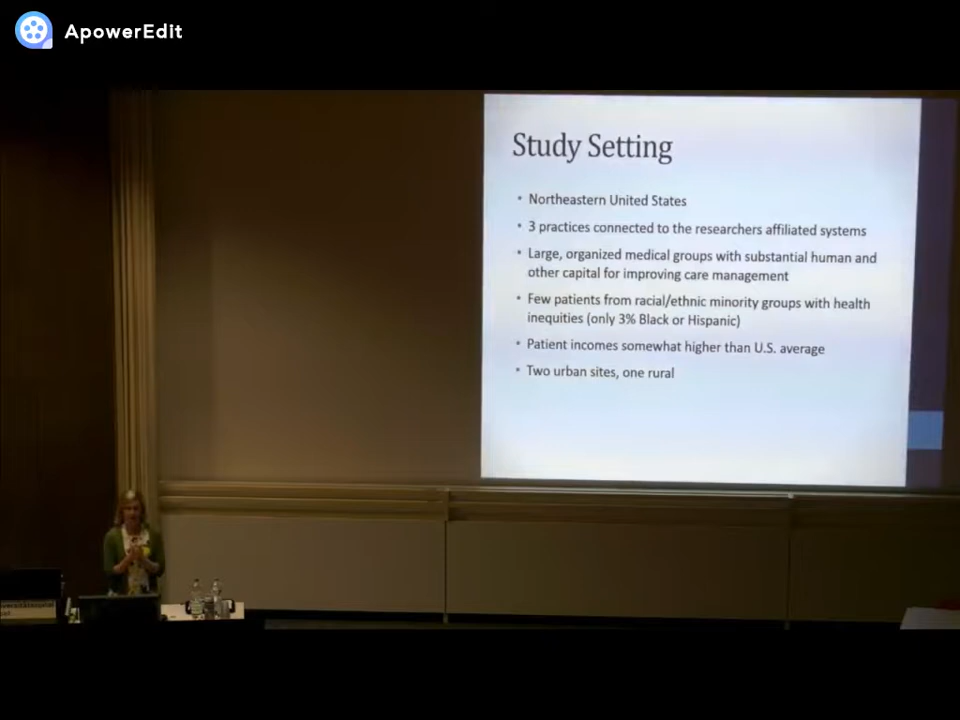 ApowerEdit
Study Setting
• Northeastern United States
• 3 practices connected to the researchers affiliated systems
• Large, organized medical groups with substantial human and
other capital for improving care management
• Few patients from racial/ethnic minority groups with health
inequities (only 3% Black or Hispanic)
• Patient incomes somewhat higher than U.S. average
• Two urban sites, one rural